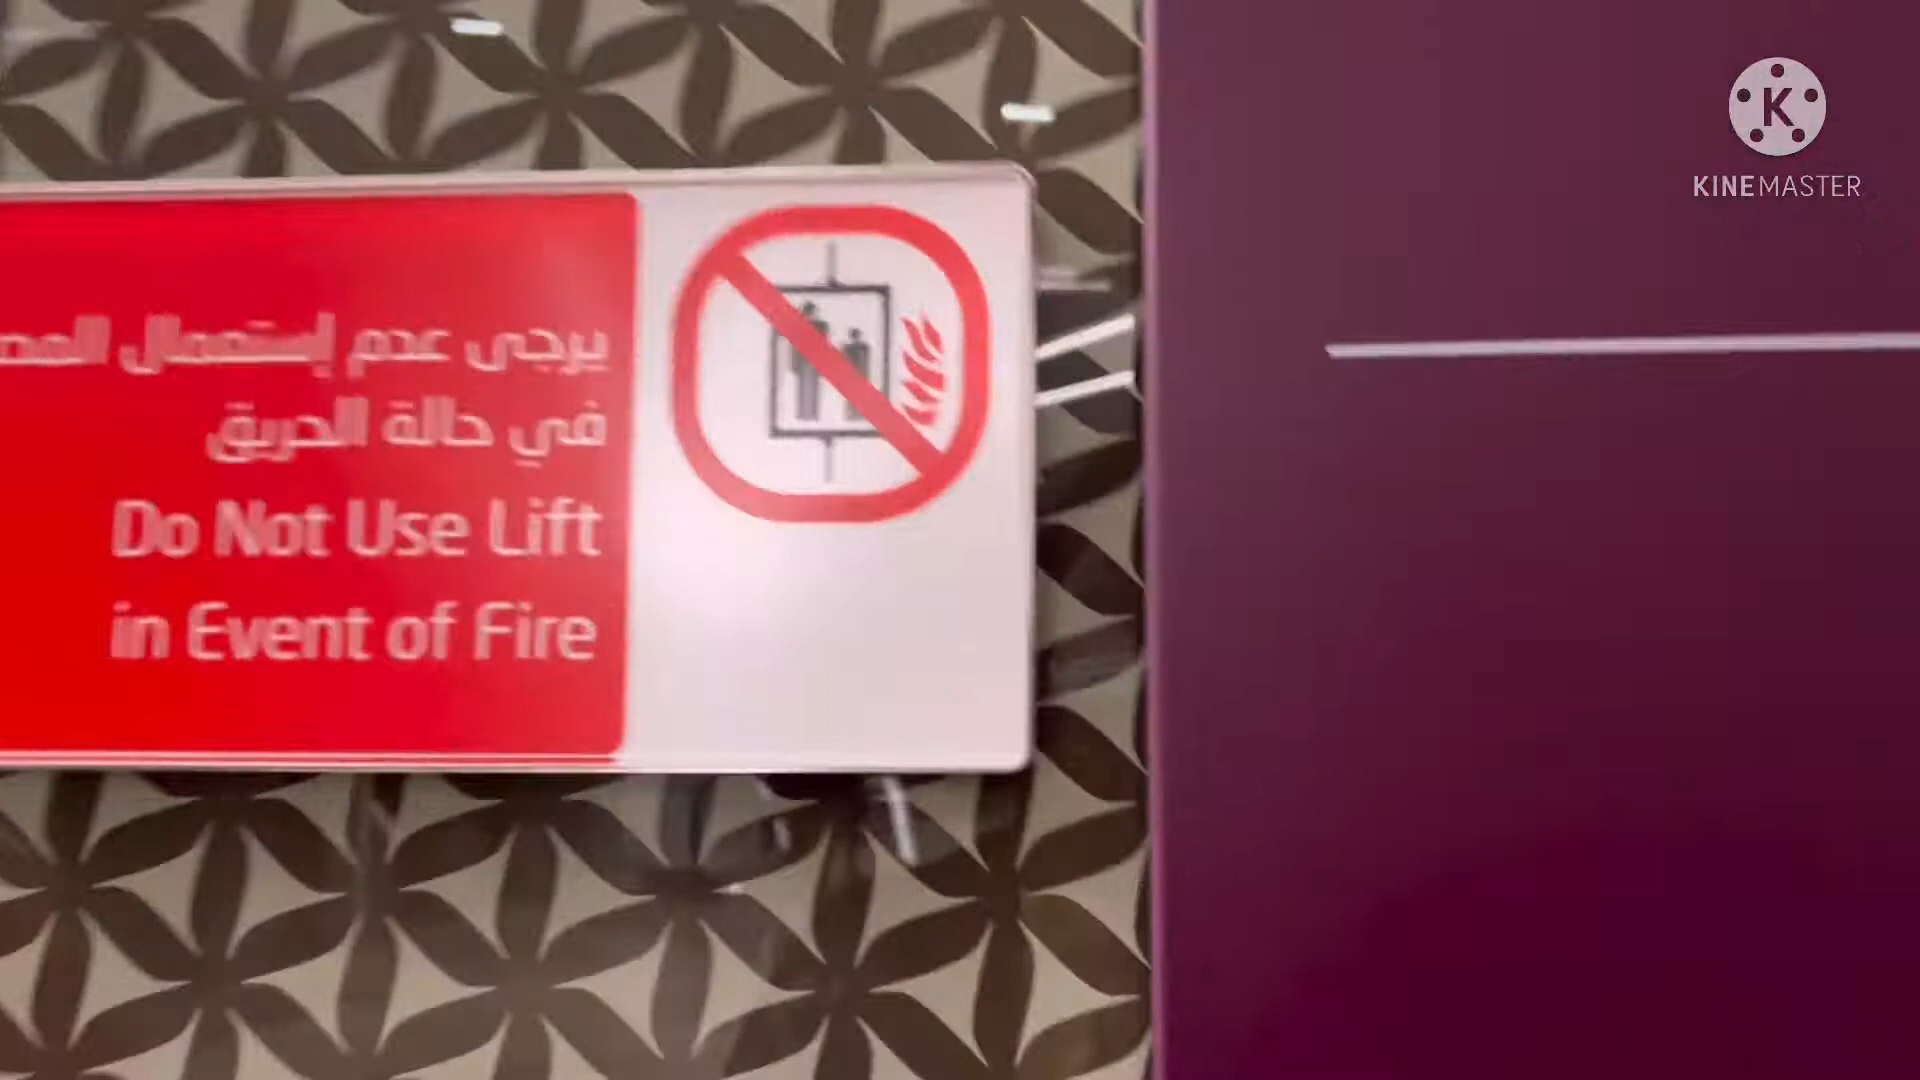 يرجى عدم إستعمال
في حالة الحريق
Do Not Use Lift
in Event of Fire
K
KINEMASTER